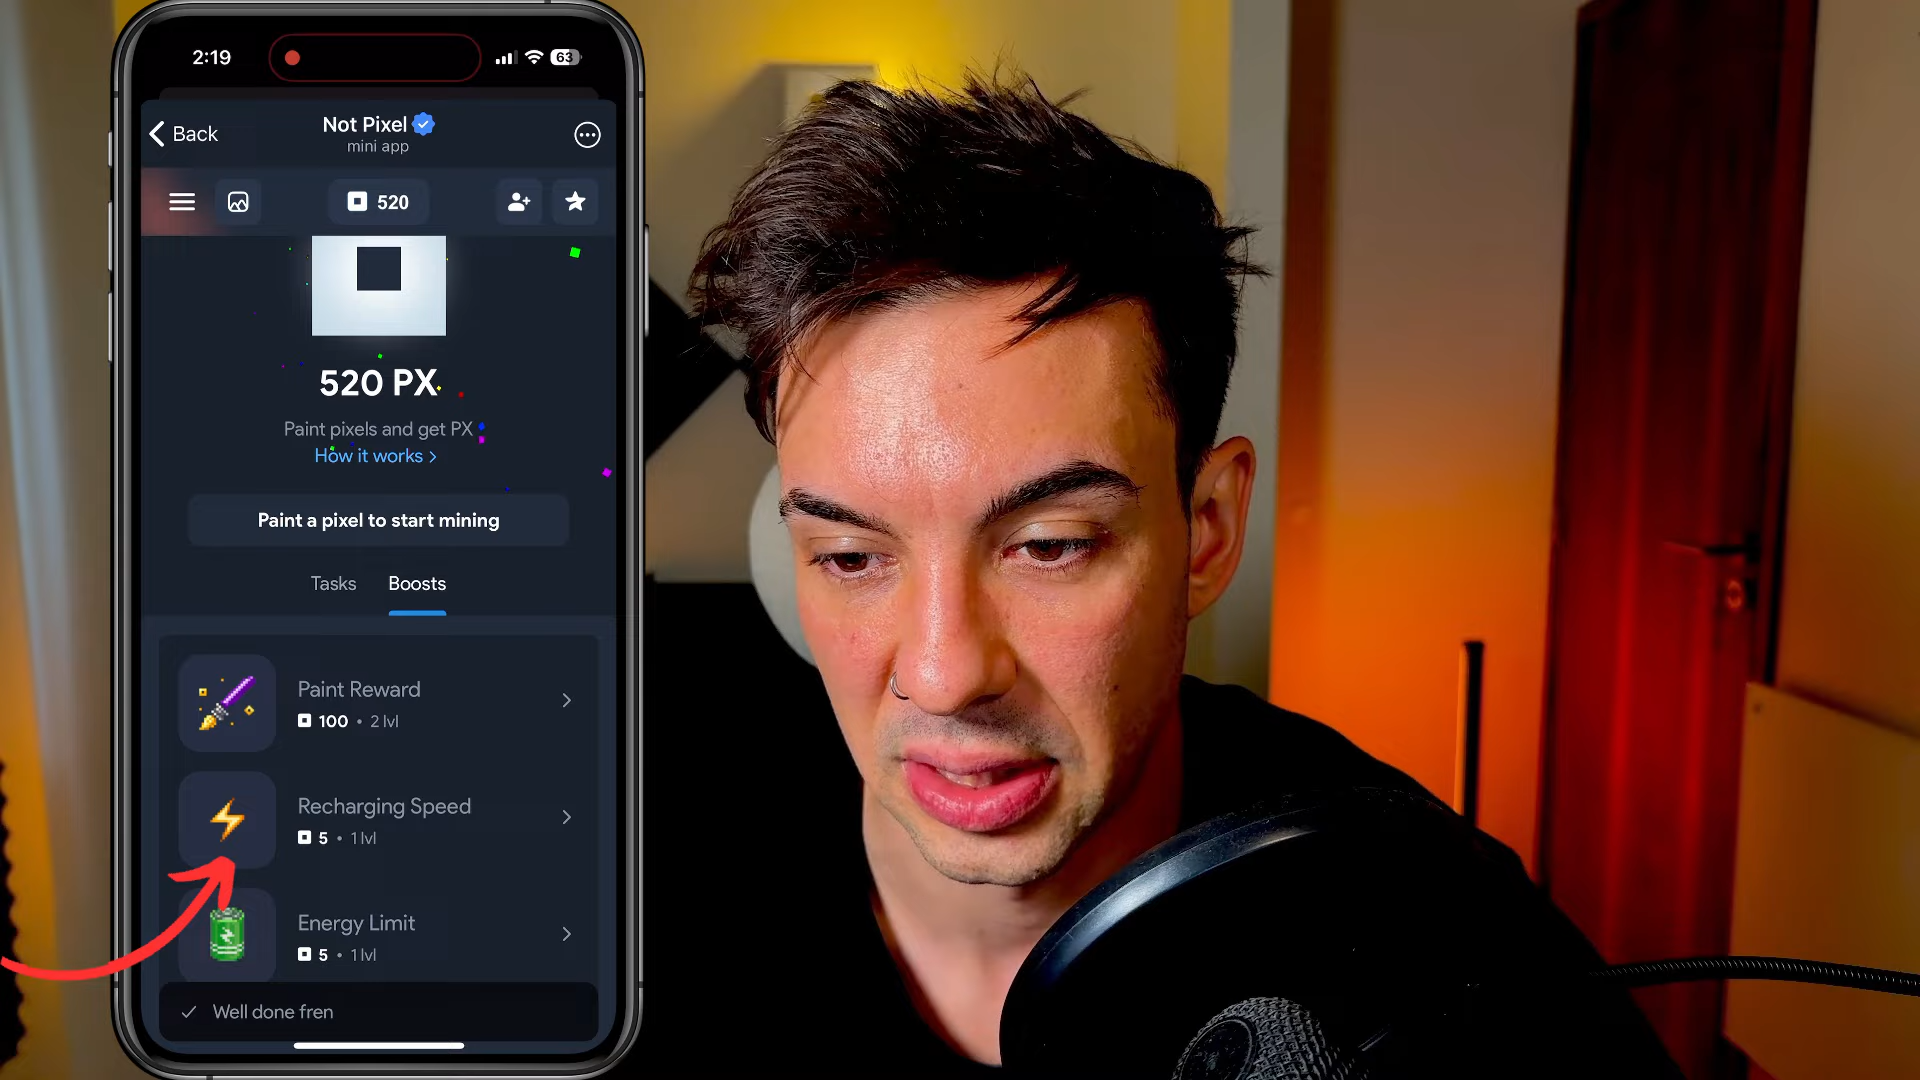 2:19
63
Back
Not Pixel
mini app
520
520 PX
Paint pixels and get PX
How it works >
Paint a pixel to start mining
Tasks
Boosts
Paint Reward
100 • 2 lvl
Recharging Speed
5 • 1 lvl
Energy Limit
5 • 1 lvl
Well done fren